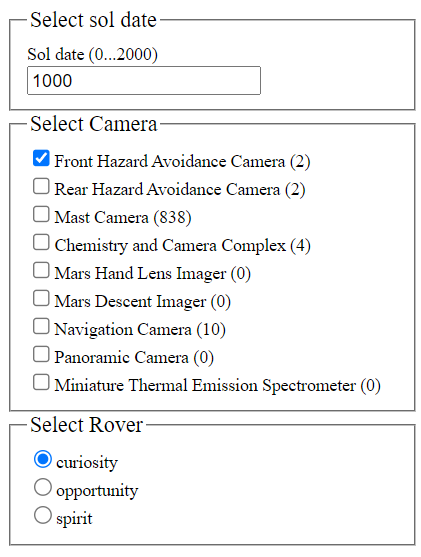 Select sol date
Sol date (0...2000)
1000
Select Camera
Front Hazard Avoidance Camera (2)
Rear Hazard Avoidance Camera (2)
Mast Camera (838)
Chemistry and Camera Complex (4)
Mars Hand Lens Imager (0)
Mars Descent Imager (0)
Navigation Camera (10)
Panoramic Camera (0)
Miniature Thermal Emission Spectrometer (0)
Select Rover
curiosity
opportunity
spirit